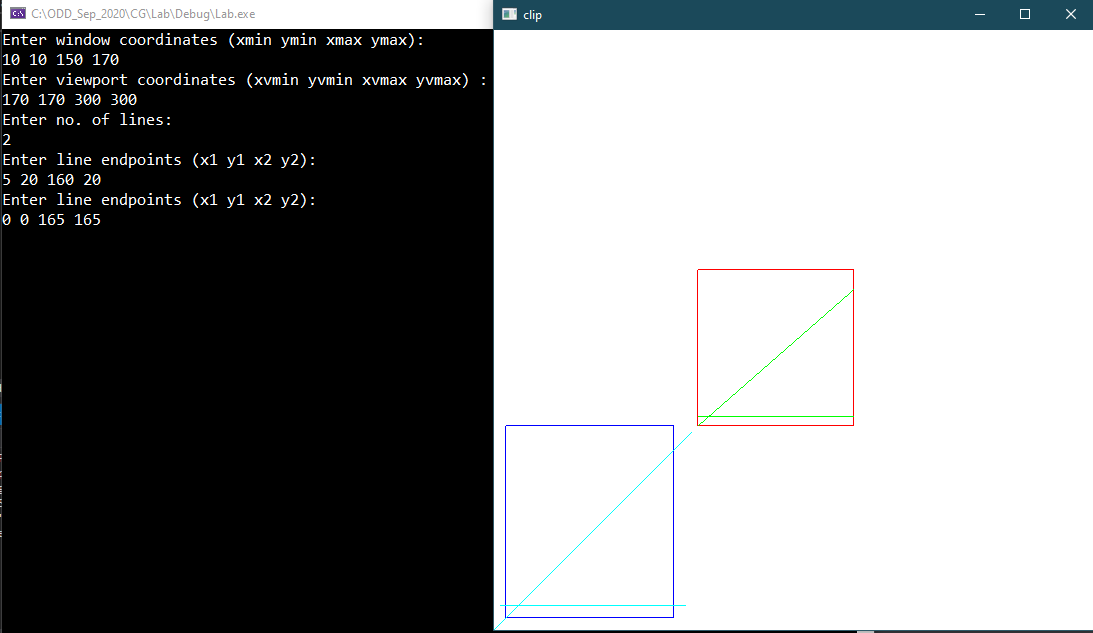 C:\ODD_Sep_2020\CG\Lab\Debug\Lab.exe
clip
Enter window coordinates (xmin ymin xmax ymax):
10 10 150 170
Enter viewport coordinates (xvmin yvmin xvmax yvmax) :
170 170 300 300
Enter no. of lines:
2
Enter line endpoints (x1 y1 x2 y2):
5 20 160 20
Enter line endpoints (x1 y1 x2 y2):
0 0 165 165